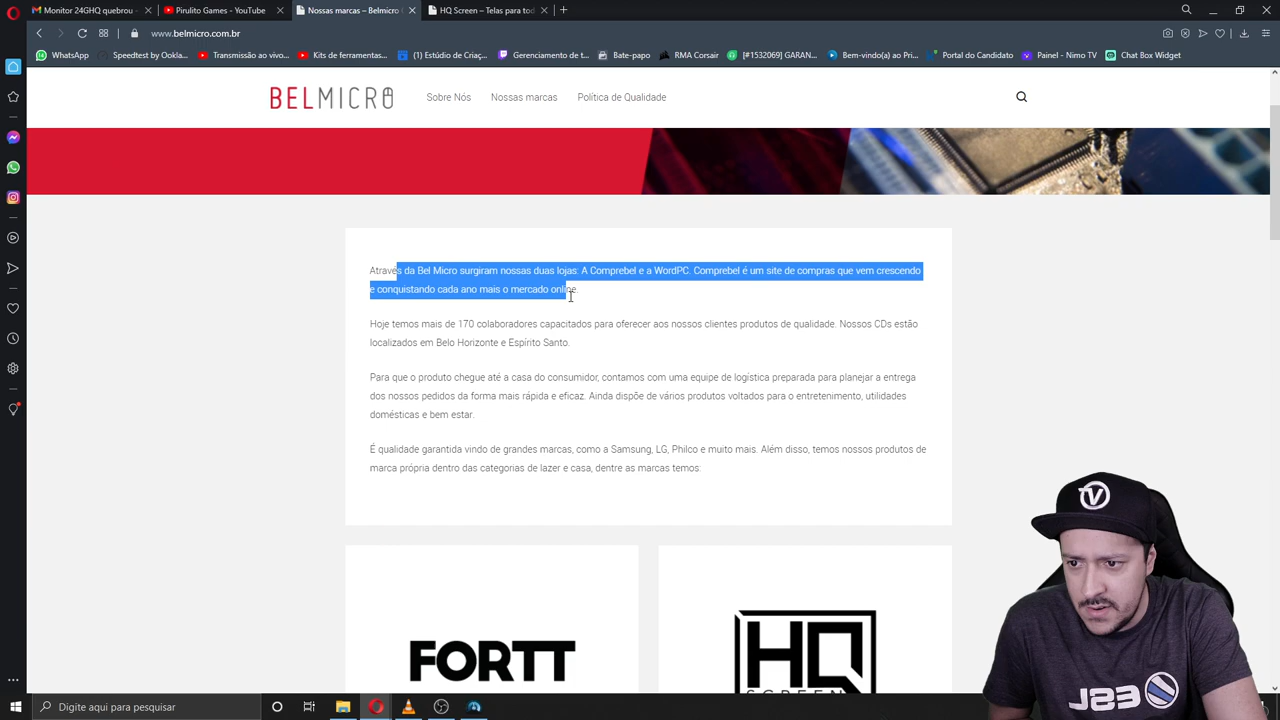 Monitor 24GHQ quebrou -
Pirulito Games - YouTube
Nossas marcas – Belmicro
HQ Screen – Telas para tod
www.belmicro.com.br
WhatsApp
Speedtest by Ookla...
Transmissão ao vivo...
Kits de ferramentas...
(1) Estúdio de Criaç...
Gerenciamento de t...
Bate-papo
RMA Corsair
[#1532069] GARAN...
Bem-vindo(a) ao Pr...
Portal do Candidato
Painel - Nimo TV
Chat Box Widget
BELMICRO
Sobre Nós
Nossas marcas
Política de Qualidade
Através da Bel Micro surgiram nossas duas lojas: A Comprebel e a WordPC. Comprebel é um site de compras que vem crescendo
e conquistando cada ano mais o mercado online.
Hoje temos mais de 170 colaboradores capacitados para oferecer aos nossos clientes produtos de qualidade. Nossos CDs estão
localizados em Belo Horizonte e Espírito Santo.
Para que o produto chegue até a casa do consumidor, contamos com uma equipe de logística preparada para planejar a entrega
dos nossos pedidos da forma mais rápida e eficaz. Ainda dispõe de vários produtos voltados para o entretenimento, utilidades
domésticas e bem estar.
É qualidade garantida vindo de grandes marcas, como a Samsung, LG, Philco e muito mais. Além disso, temos nossos produtos de
marca própria dentro das categorias de lazer e casa, dentre as marcas temos:
FORTT
HQ
SCREEN
V
J23
Digite aqui para pesquisar